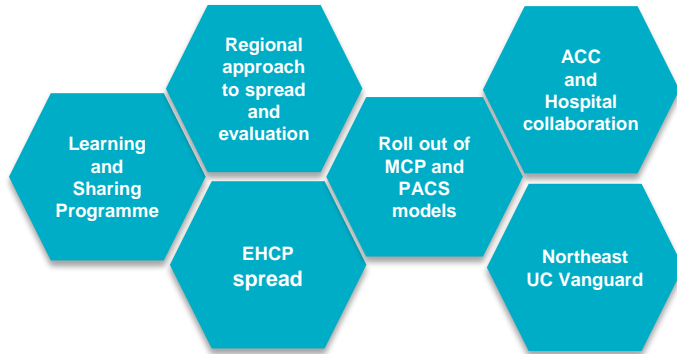 Regional
approach
to spread
and
evaluation
ACC
and
Hospital
collaboration
Learning
and
Sharing
Programme
Roll out of
MCP and
PACS
models
EHCP
spread
Northeast
UC Vanguard